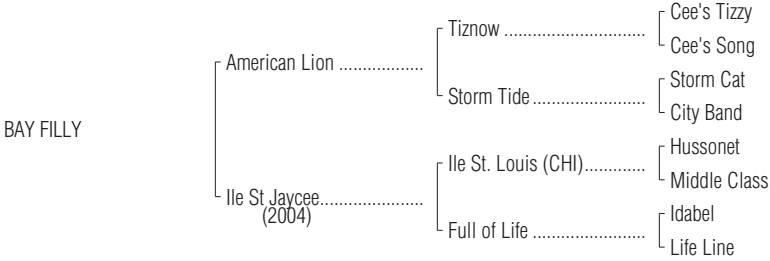 Cee's Tizzy
Tiznow ..............................
Cee's Song
American Lion ..................
Storm Cat
Storm Tide ........................
City Band
BAY FILLY
Hussonet
Ile St. Louis (CHI).............
Middle Class
Ile St Jaycee......................
(2004)
Idabel
Full of Life ........................
Life Line